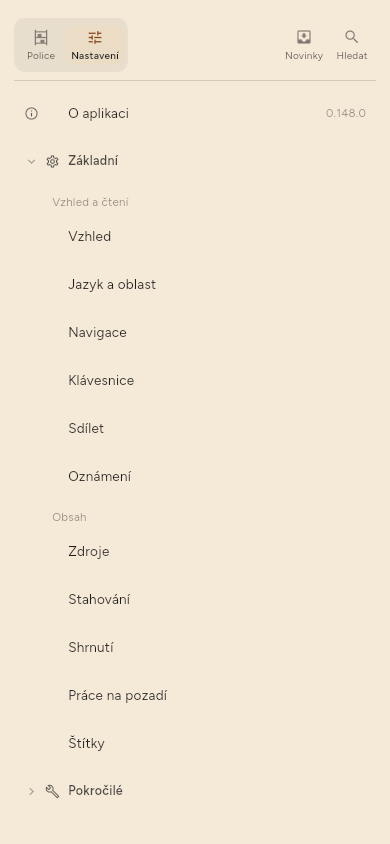 Police
Nastavení
Novinky
Hledat
O aplikaci
0.148.0
Základní
Vzhled a čtení
Vzhled
Jazyk a oblast
Navigace
Klávesnice
Sdílet
Oznámení
Obsah
Zdroje
Stahování
Shrnutí
Práce na pozadí
Štítky
Pokročilé